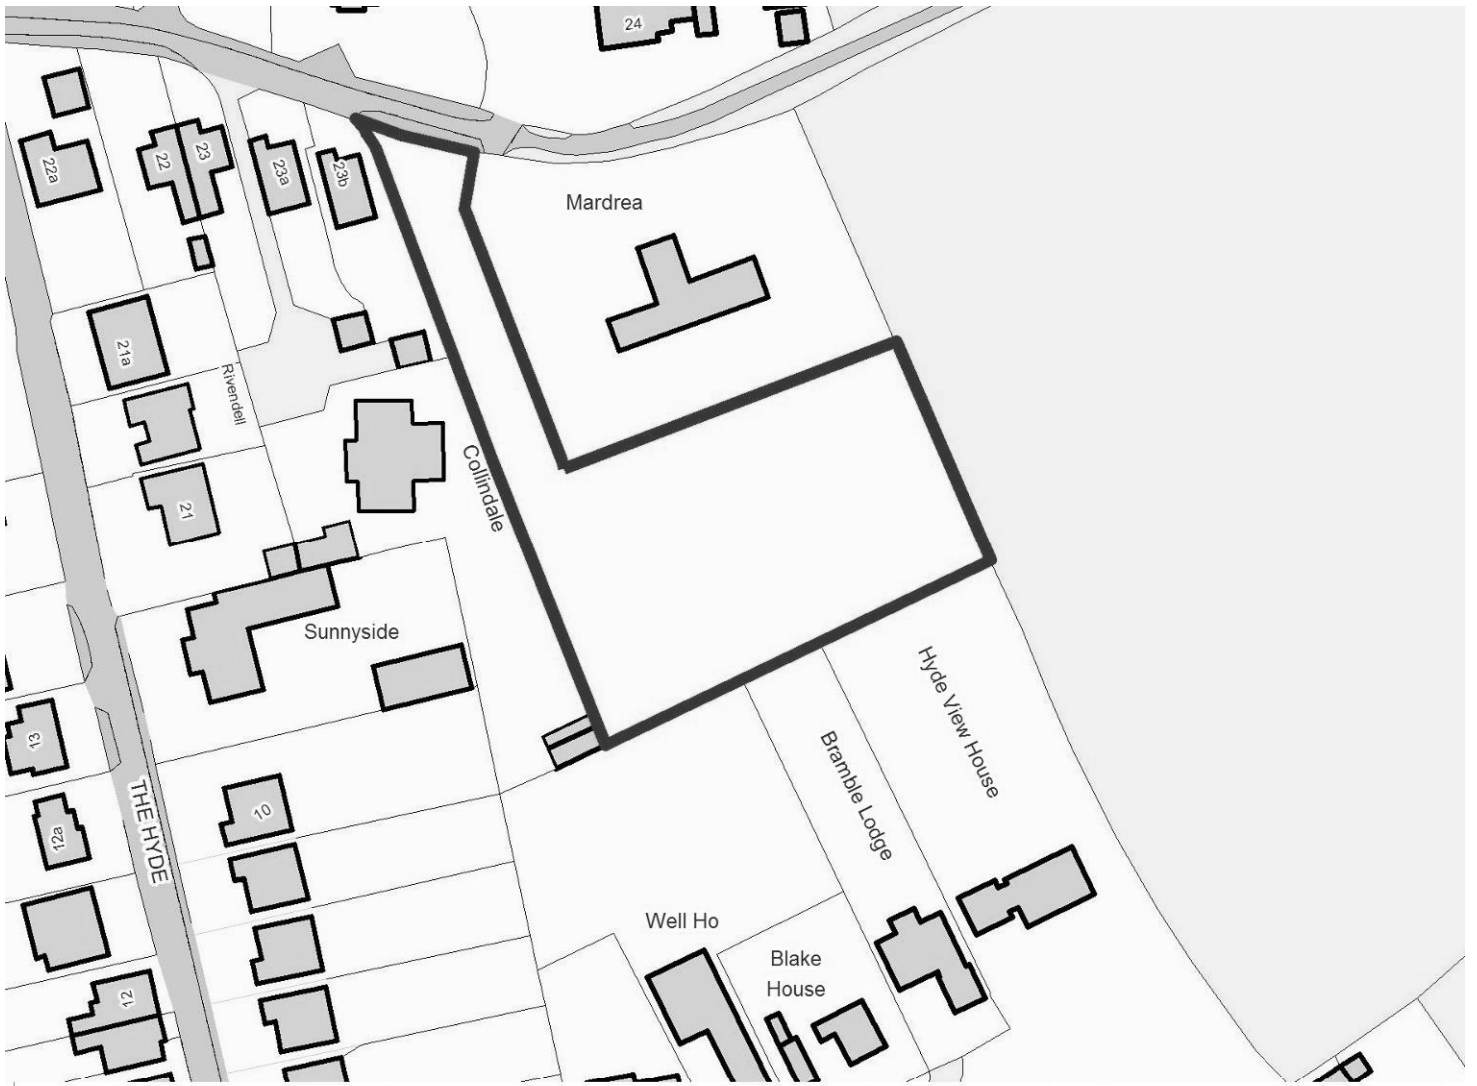 24
22a
22
23
23a
23b
Mardrea
21a
Rivendell
21
Collindale
Sunnyside
13
10
12a
THE HYDE
12
Hyde View House
Bramble Lodge
Well Ho
Blake
House